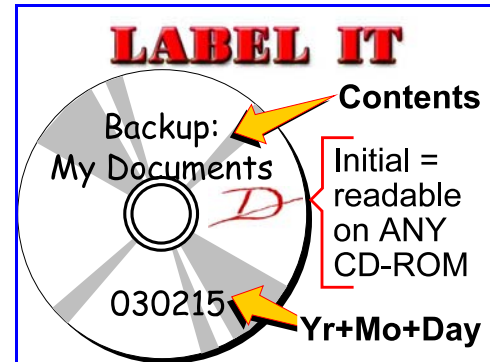 LABEL IT
Contents
Backup:
My Documents
D
Initial =
readable
on ANY
CD-ROM
030215
Yr+Mo+Day